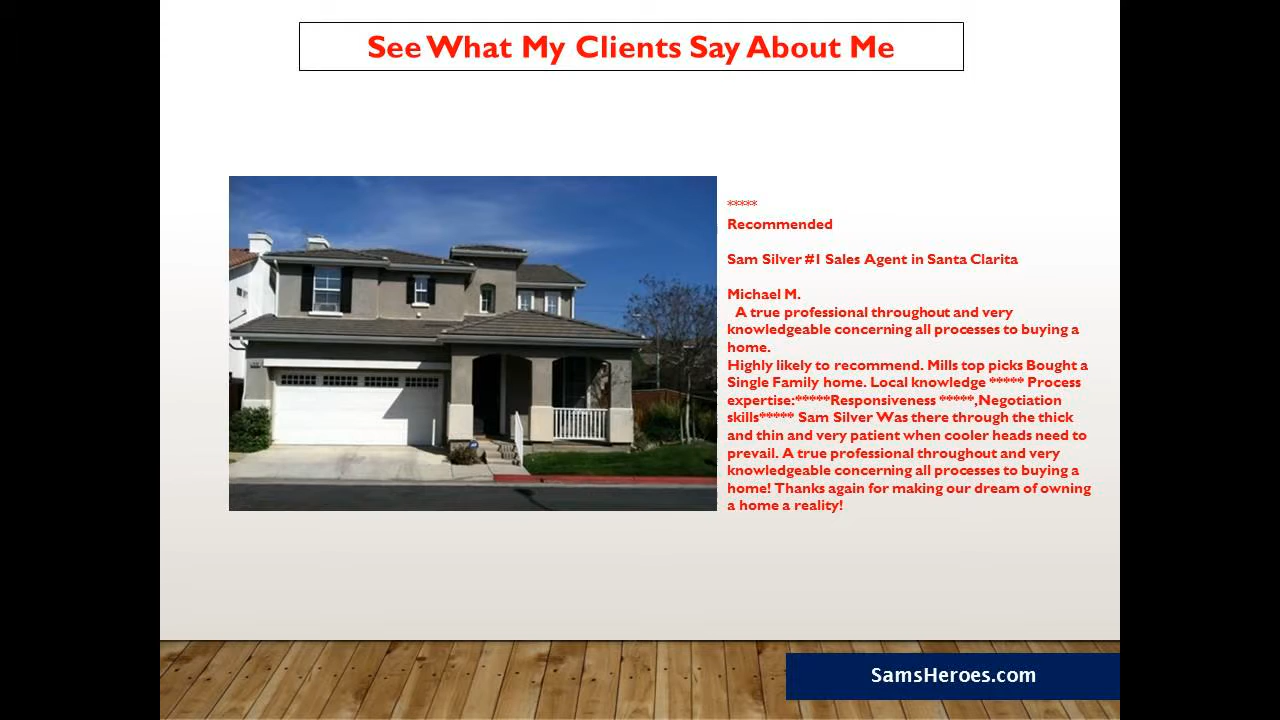 See What My Clients Say About Me
*****
Recommended
Sam Silver #1 Sales Agent in Santa Clarita
Michael M.
A true professional throughout and very
knowledgeable concerning all processes to buying a
home.
Highly likely to recommend. Mills top picks Bought a
Single Family home. Local knowledge ***** Process
expertise:*****Responsiveness *****,Negotiation
skills***** Sam Silver Was there through the thick
and thin and very patient when cooler heads need to
prevail. A true professional throughout and very
knowledgeable concerning all processes to buying a
home! Thanks again for making our dream of owning
a home a reality!
SamsHeroes.com